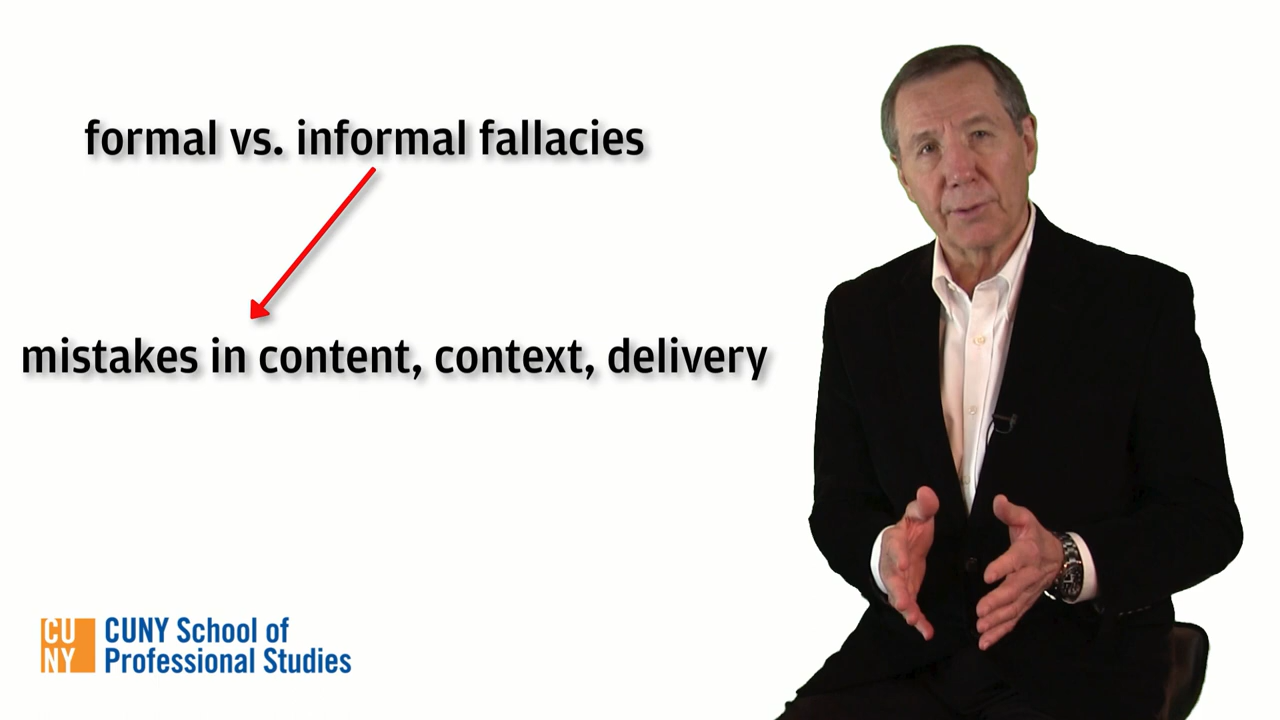 formal vs. informal fallacies
mistakes in content, context, delivery
CU
NY
CUNY School of
Professional Studies